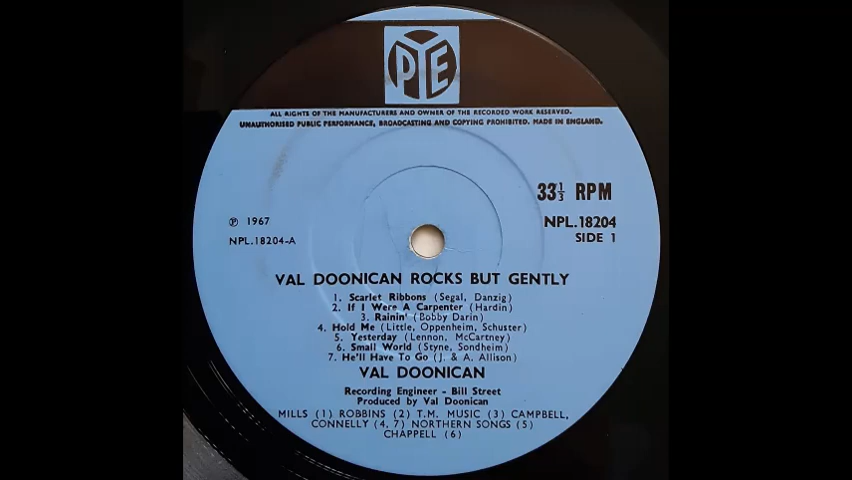 PYE
ALL RIGHTS OF THE MANUFACTURERS AND OWNER OF THE RECORDED WORK RESERVED.
UNAUTHORISED PUBLIC PERFORMANCE, BROADCASTING AND COPYING PROHIBITED. MADE IN ENGLAND.
33⅓ RPM
℗ 1967
NPL.18204
NPL.18204-A
SIDE 1
VAL DOONICAN ROCKS BUT GENTLY
1. Scarlet Ribbons (Segal, Danzig)
2. If I Were A Carpenter (Hardin)
3. Rainin' (Bobby Darin)
4. Hold Me (Little, Oppenheim, Schuster)
5. Yesterday (Lennon, McCartney)
6. Small World (Styne, Sondheim)
7. He'll Have To Go (J. & A. Allison)
VAL DOONICAN
Recording Engineer - Bill Street
Produced by Val Doonican
MILLS (1) ROBBINS (2) T.M. MUSIC (3) CAMPBELL,
CONNELLY (4, 7) NORTHERN SONGS (5)
CHAPPELL (6)